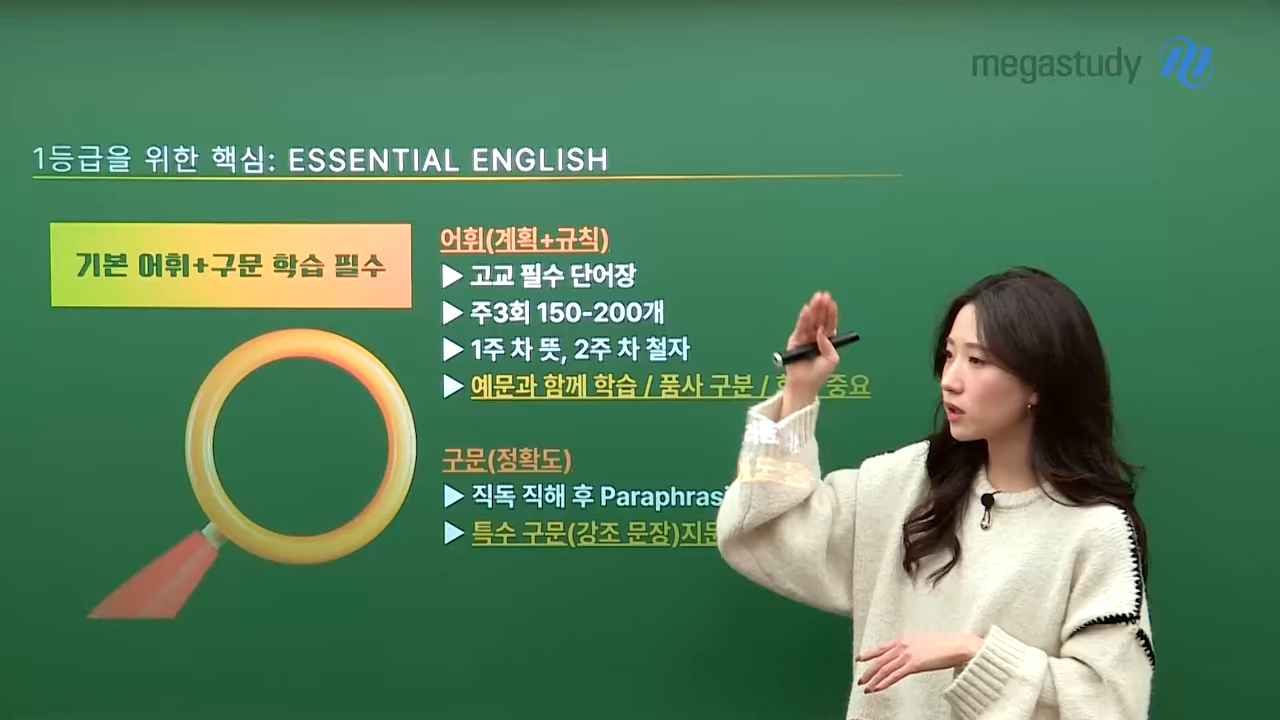 megastudy
1등급을 위한 핵심: ESSENTIAL ENGLISH
기본 어휘+구문 학습 필수
어휘(계획+규칙)
▶ 고교 필수 단어장
▶ 주3회 150-200개
▶ 1주 차 뜻, 2주 차 철자
▶ 예문과 함께 학습 / 품사 구분 / 중요
구문(정확도)
▶ 직독 직해 후
▶ 특수 구문(강조 문장)